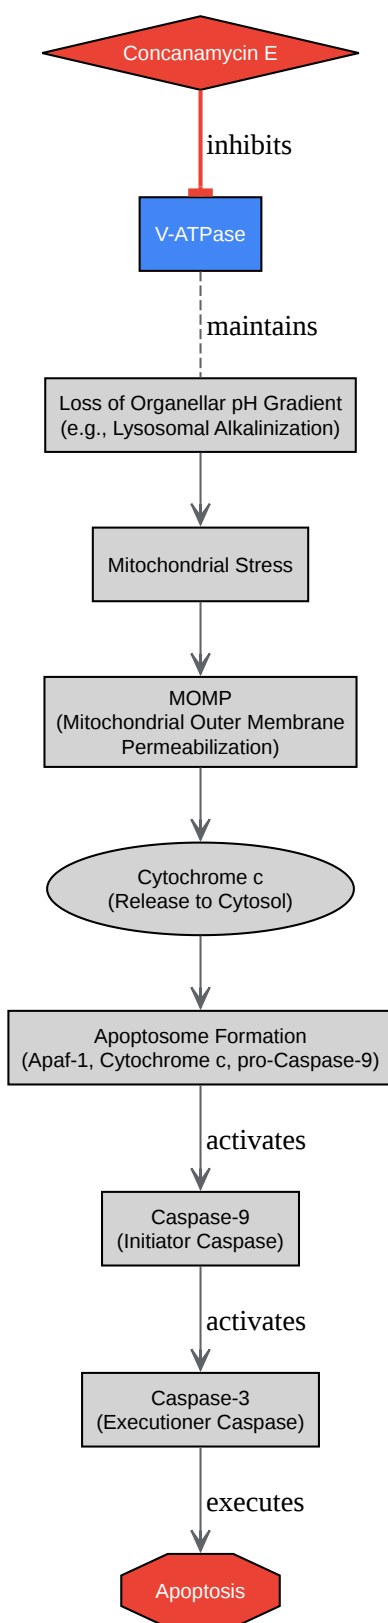 Concanamycin E
inhibits
V-ATPase
maintains
Loss of Organellar pH Gradient
(e.g., Lysosomal Alkalinization)
Mitochondrial Stress
MOMP
(Mitochondrial Outer Membrane
Permeabilization)
Cytochrome c
(Release to Cytosol)
Apoptosome Formation
(Apaf-1, Cytochrome c, pro-Caspase-9)
activates
Caspase-9
(Initiator Caspase)
activates
Caspase-3
(Executioner Caspase)
executes
Apoptosis